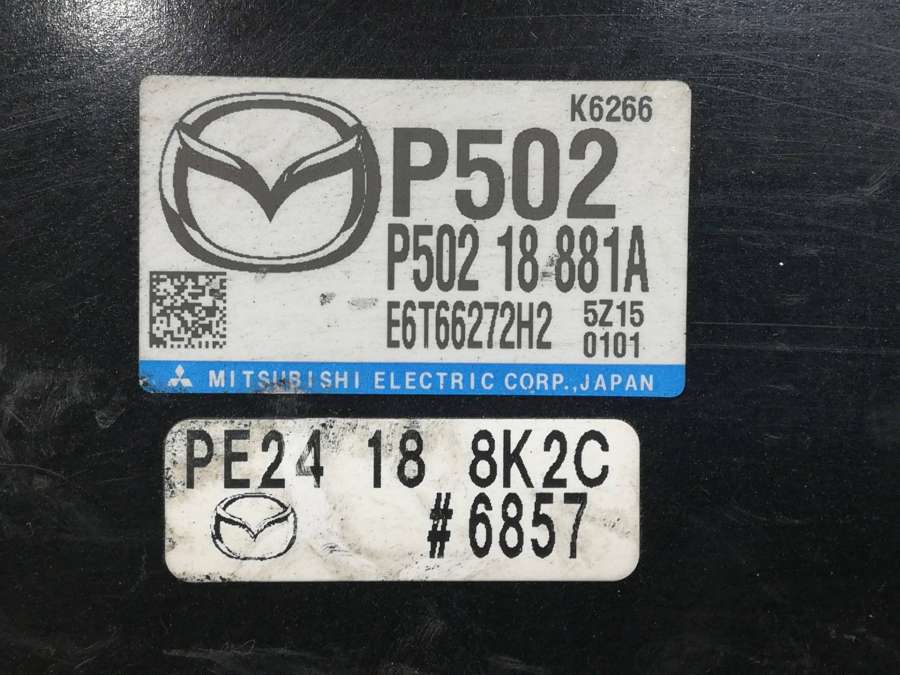 K6266
P502
P502 18-881A
E6T66272H2
5Z15
0101
MITSUBISHI ELECTRIC CORP.,JAPAN
PE24 18 8K2C
#6857